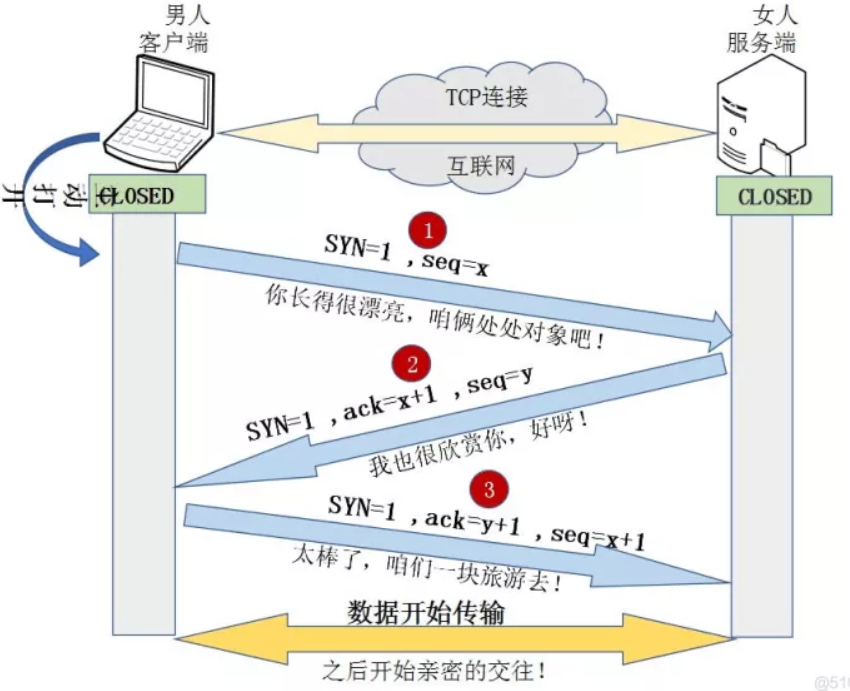 男人
客户端
女人
服务端
TCP连接
互联网
动打开
CLOSED
CLOSED
1
SYN=1 ,seq=x
你长得很漂亮，咱俩处处对象吧！
2
SYN=1 ,ack=x+1 ,seq=y
我也很欣赏你，好呀！
3
SYN=1 ,ack=y+1 ,seq=x+1
太棒了，咱们一块旅游去！
数据开始传输
之后开始亲密的交往！